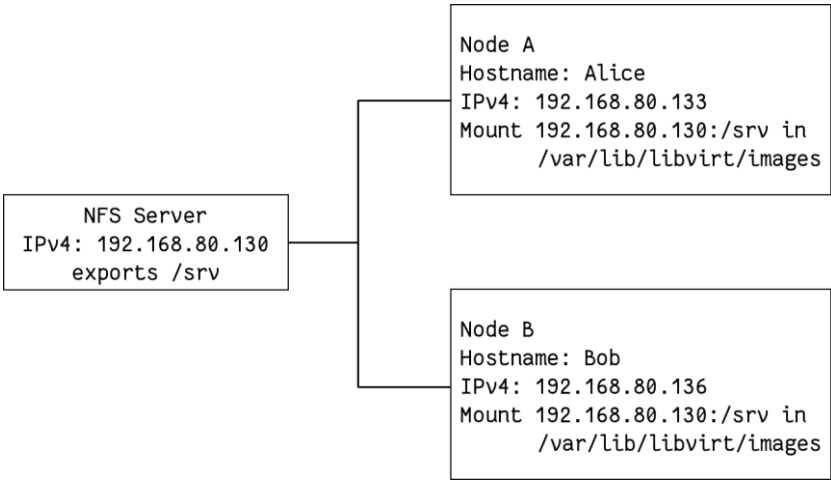 NFS Server
IPv4: 192.168.80.130
exports /srv
Node A
Hostname: Alice
IPv4: 192.168.80.133
Mount 192.168.80.130:/srv in
/var/lib/libvirt/images
Node B
Hostname: Bob
IPv4: 192.168.80.136
Mount 192.168.80.130:/srv in
/var/lib/libvirt/images